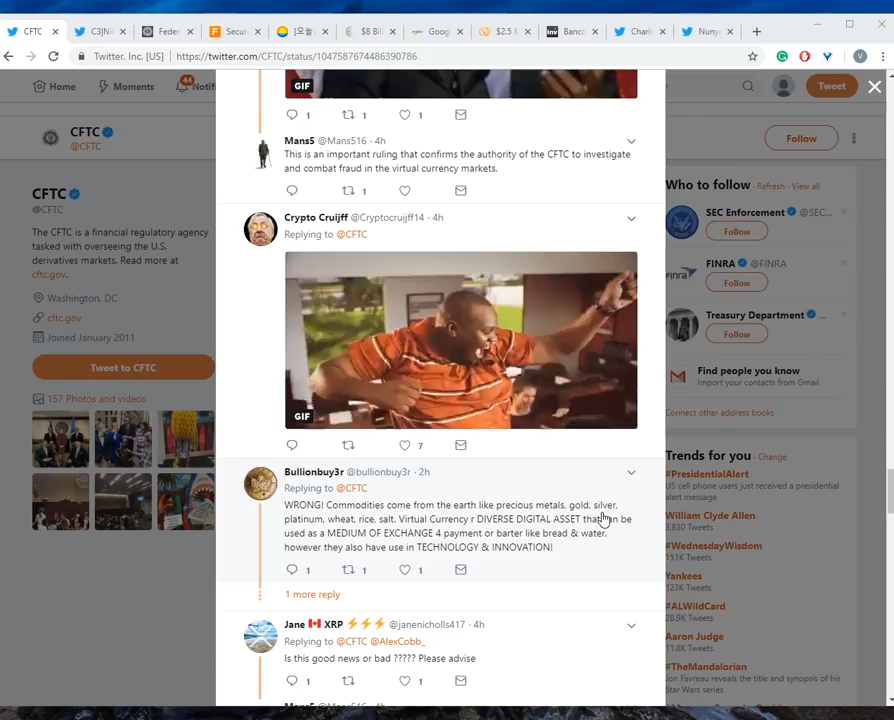 CFTC
C3|Nil
Feder
Secur
[오늘
$8 Bill
Googl
$2.5 M
Banco
Charli
Nunya
Twitter, Inc. [US] | https://twitter.com/CFTC/status/1047587674486390786
V
Home
Moments
44
Notifi
Tweet
CFTC
@CFTC
Follow
CFTC
@CFTC
The CFTC is a financial regulatory agency
tasked with overseeing the U.S.
derivatives markets. Read more at
cftc.gov.
Washington, DC
cftc.gov
Joined January 2011
Tweet to CFTC
157 Photos and videos
GIF
1 1 1
Mans5 @Mans516 · 4h
This is an important ruling that confirms the authority of the CFTC to investigate
and combat fraud in the virtual currency markets.
1
Crypto Cruijff @Cryptocruijff14 · 4h
Replying to @CFTC
GIF
7
Bullionbuy3r @bullionbuy3r · 2h
Replying to @CFTC
WRONG! Commodities come from the earth like precious metals, gold, silver,
platinum, wheat, rice, salt. Virtual Currency r DIVERSE DIGITAL ASSET that can be
used as a MEDIUM OF EXCHANGE 4 payment or barter like bread & water,
however they also have use in TECHNOLOGY & INNOVATION!
1 1 1
1 more reply
Jane XRP @janenicholls417 · 4h
Replying to @CFTC @AlexCobb_
Is this good news or bad ????? Please advise
1 1
Mans5 @Mans516 · 4h
Who to follow · Refresh · View all
SEC Enforcement @SEC...
Follow
FINRA @FINRA
Follow
finra
Treasury Department ...
Follow
Find people you know
Import your contacts from Gmail
Connect other address books
Trends for you · Change
#PresidentialAlert
US cell phone users just received a presidential
alert message
William Clyde Allen
3,830 Tweets
#WednesdayWisdom
151K Tweets
Yankees
123K Tweets
#ALWildCard
28.9K Tweets
Aaron Judge
11.8K Tweets
#TheMandalorian
Jon Favreau reveals the title and synopsis of his
Star Wars series